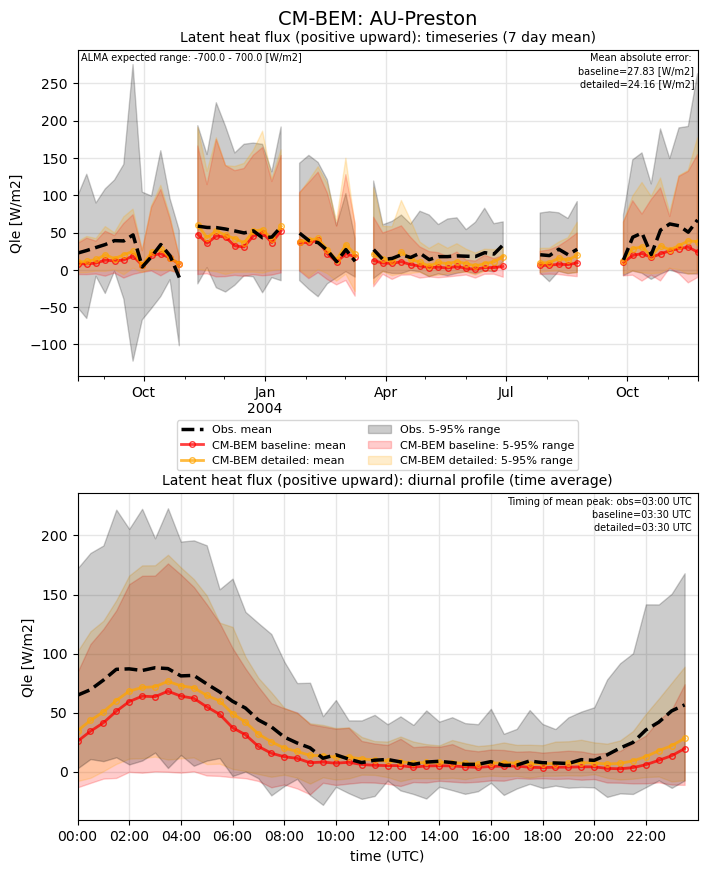 CM-BEM: AU-Preston
Latent heat flux (positive upward): timeseries (7 day mean)
ALMA expected range: -700.0 - 700.0 [W/m2]
Mean absolute error:
baseline=27.83 [W/m2]
detailed=24.16 [W/m2]
Qle [W/m2]
250
200
150
100
50
0
−50
−100
Oct
Jan
2004
Apr
Jul
Oct
Obs. mean
CM-BEM baseline: mean
CM-BEM detailed: mean
Obs. 5-95% range
CM-BEM baseline: 5-95% range
CM-BEM detailed: 5-95% range
Latent heat flux (positive upward): diurnal profile (time average)
Timing of mean peak: obs=03:00 UTC
baseline=03:30 UTC
detailed=03:30 UTC
Qle [W/m2]
200
150
100
50
0
00:00 02:00 04:00 06:00 08:00 10:00 12:00 14:00 16:00 18:00 20:00 22:00
time (UTC)